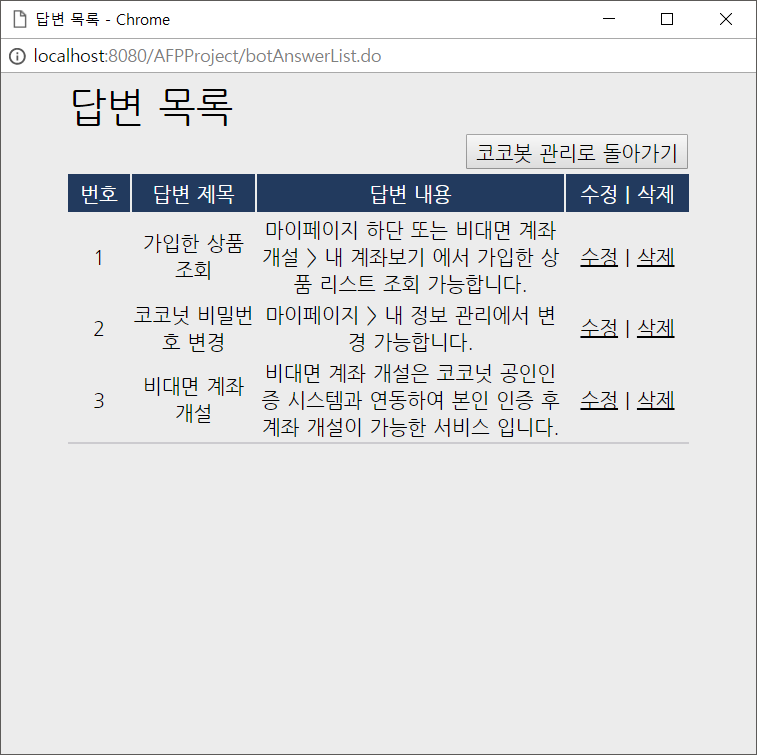 답변 목록 - Chrome
localhost:8080/AFPProject/botAnswerList.do
답변 목록
코코봇 관리로 돌아가기
번호 답변 제목 답변 내용 수정 | 삭제
1 가입한 상품 조회 마이페이지 하단 또는 비대면 계좌
개설 > 내 계좌보기 에서 가입한 상
품 리스트 조회 가능합니다. 수정 | 삭제
2 코코넛 비밀번
호 변경 마이페이지 > 내 정보 관리에서 변
경 가능합니다. 수정 | 삭제
3 비대면 계좌
개설 비대면 계좌 개설은 코코넛 공인인
증 시스템과 연동하여 본인 인증 후
계좌 개설이 가능한 서비스 입니다. 수정 | 삭제